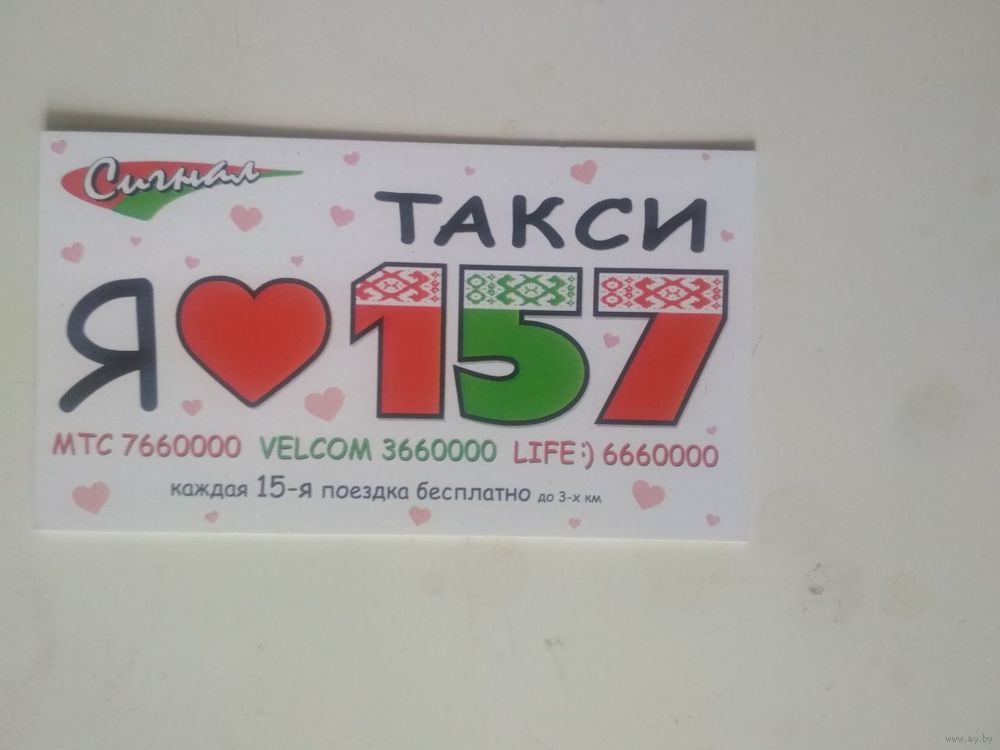 Сигнал
ТАКСИ
Я 157
МТС 7660000 VELCOM 3660000 LIFE:) 6660000
каждая 15-я поездка бесплатно до 3-х км
www.ay.by